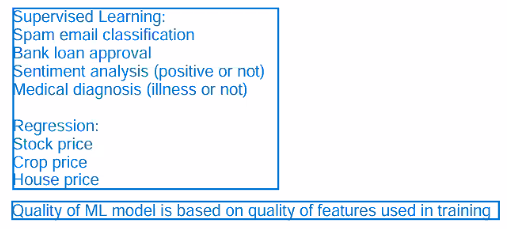 Supervised Learning:
Spam email classification
Bank loan approval
Sentiment analysis (positive or not)
Medical diagnosis (illness or not)
Regression:
Stock price
Crop price
House price
Quality of ML model is based on quality of features used in training